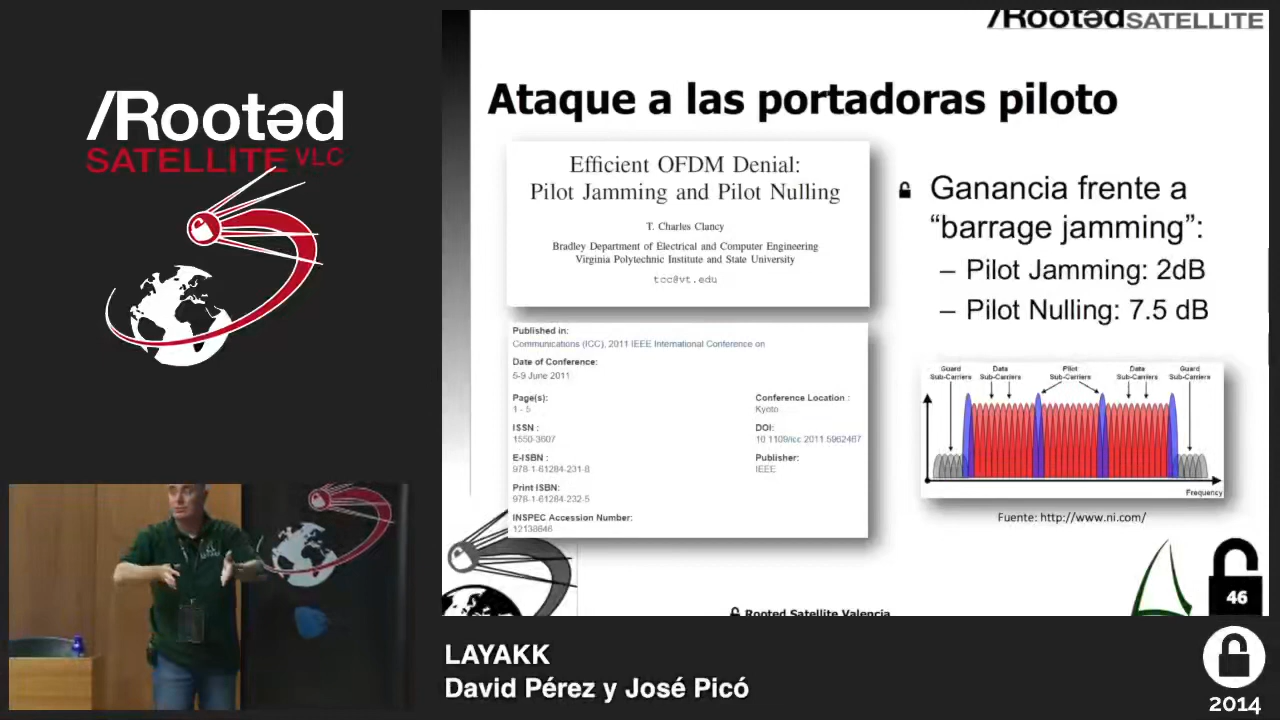 /Rootəd
SATELLITE VLC
/RootədSATELLITE
Ataque a las portadoras piloto
Efficient OFDM Denial:
Pilot Jamming and Pilot Nulling
T. Charles Clancy
Bradley Department of Electrical and Computer Engineering
Virginia Polytechnic Institute and State University
tcc@vt.edu
Published in:
Communications (ICC), 2011 IEEE International Conference on
Date of Conference:
5-9 June 2011
Page(s):
1 - 5
Conference Location :
Kyoto
ISSN :
1550-3607
DOI:
10.1109/icc.2011.5962467
E-ISBN :
978-1-61284-231-8
Publisher:
IEEE
Print ISBN:
978-1-61284-232-5
INSPEC Accession Number:
12138646
Ganancia frente a
“barrage jamming”:
– Pilot Jamming: 2dB
– Pilot Nulling: 7.5 dB
Guard
Sub-Carriers
Data
Sub-Carriers
Pilot
Sub-Carriers
Data
Sub-Carriers
Guard
Sub-Carriers
Frequency
Fuente: http://www.ni.com/
Rooted Satellite Valencia
46
LAYAKK
David Pérez y José Picó
2014